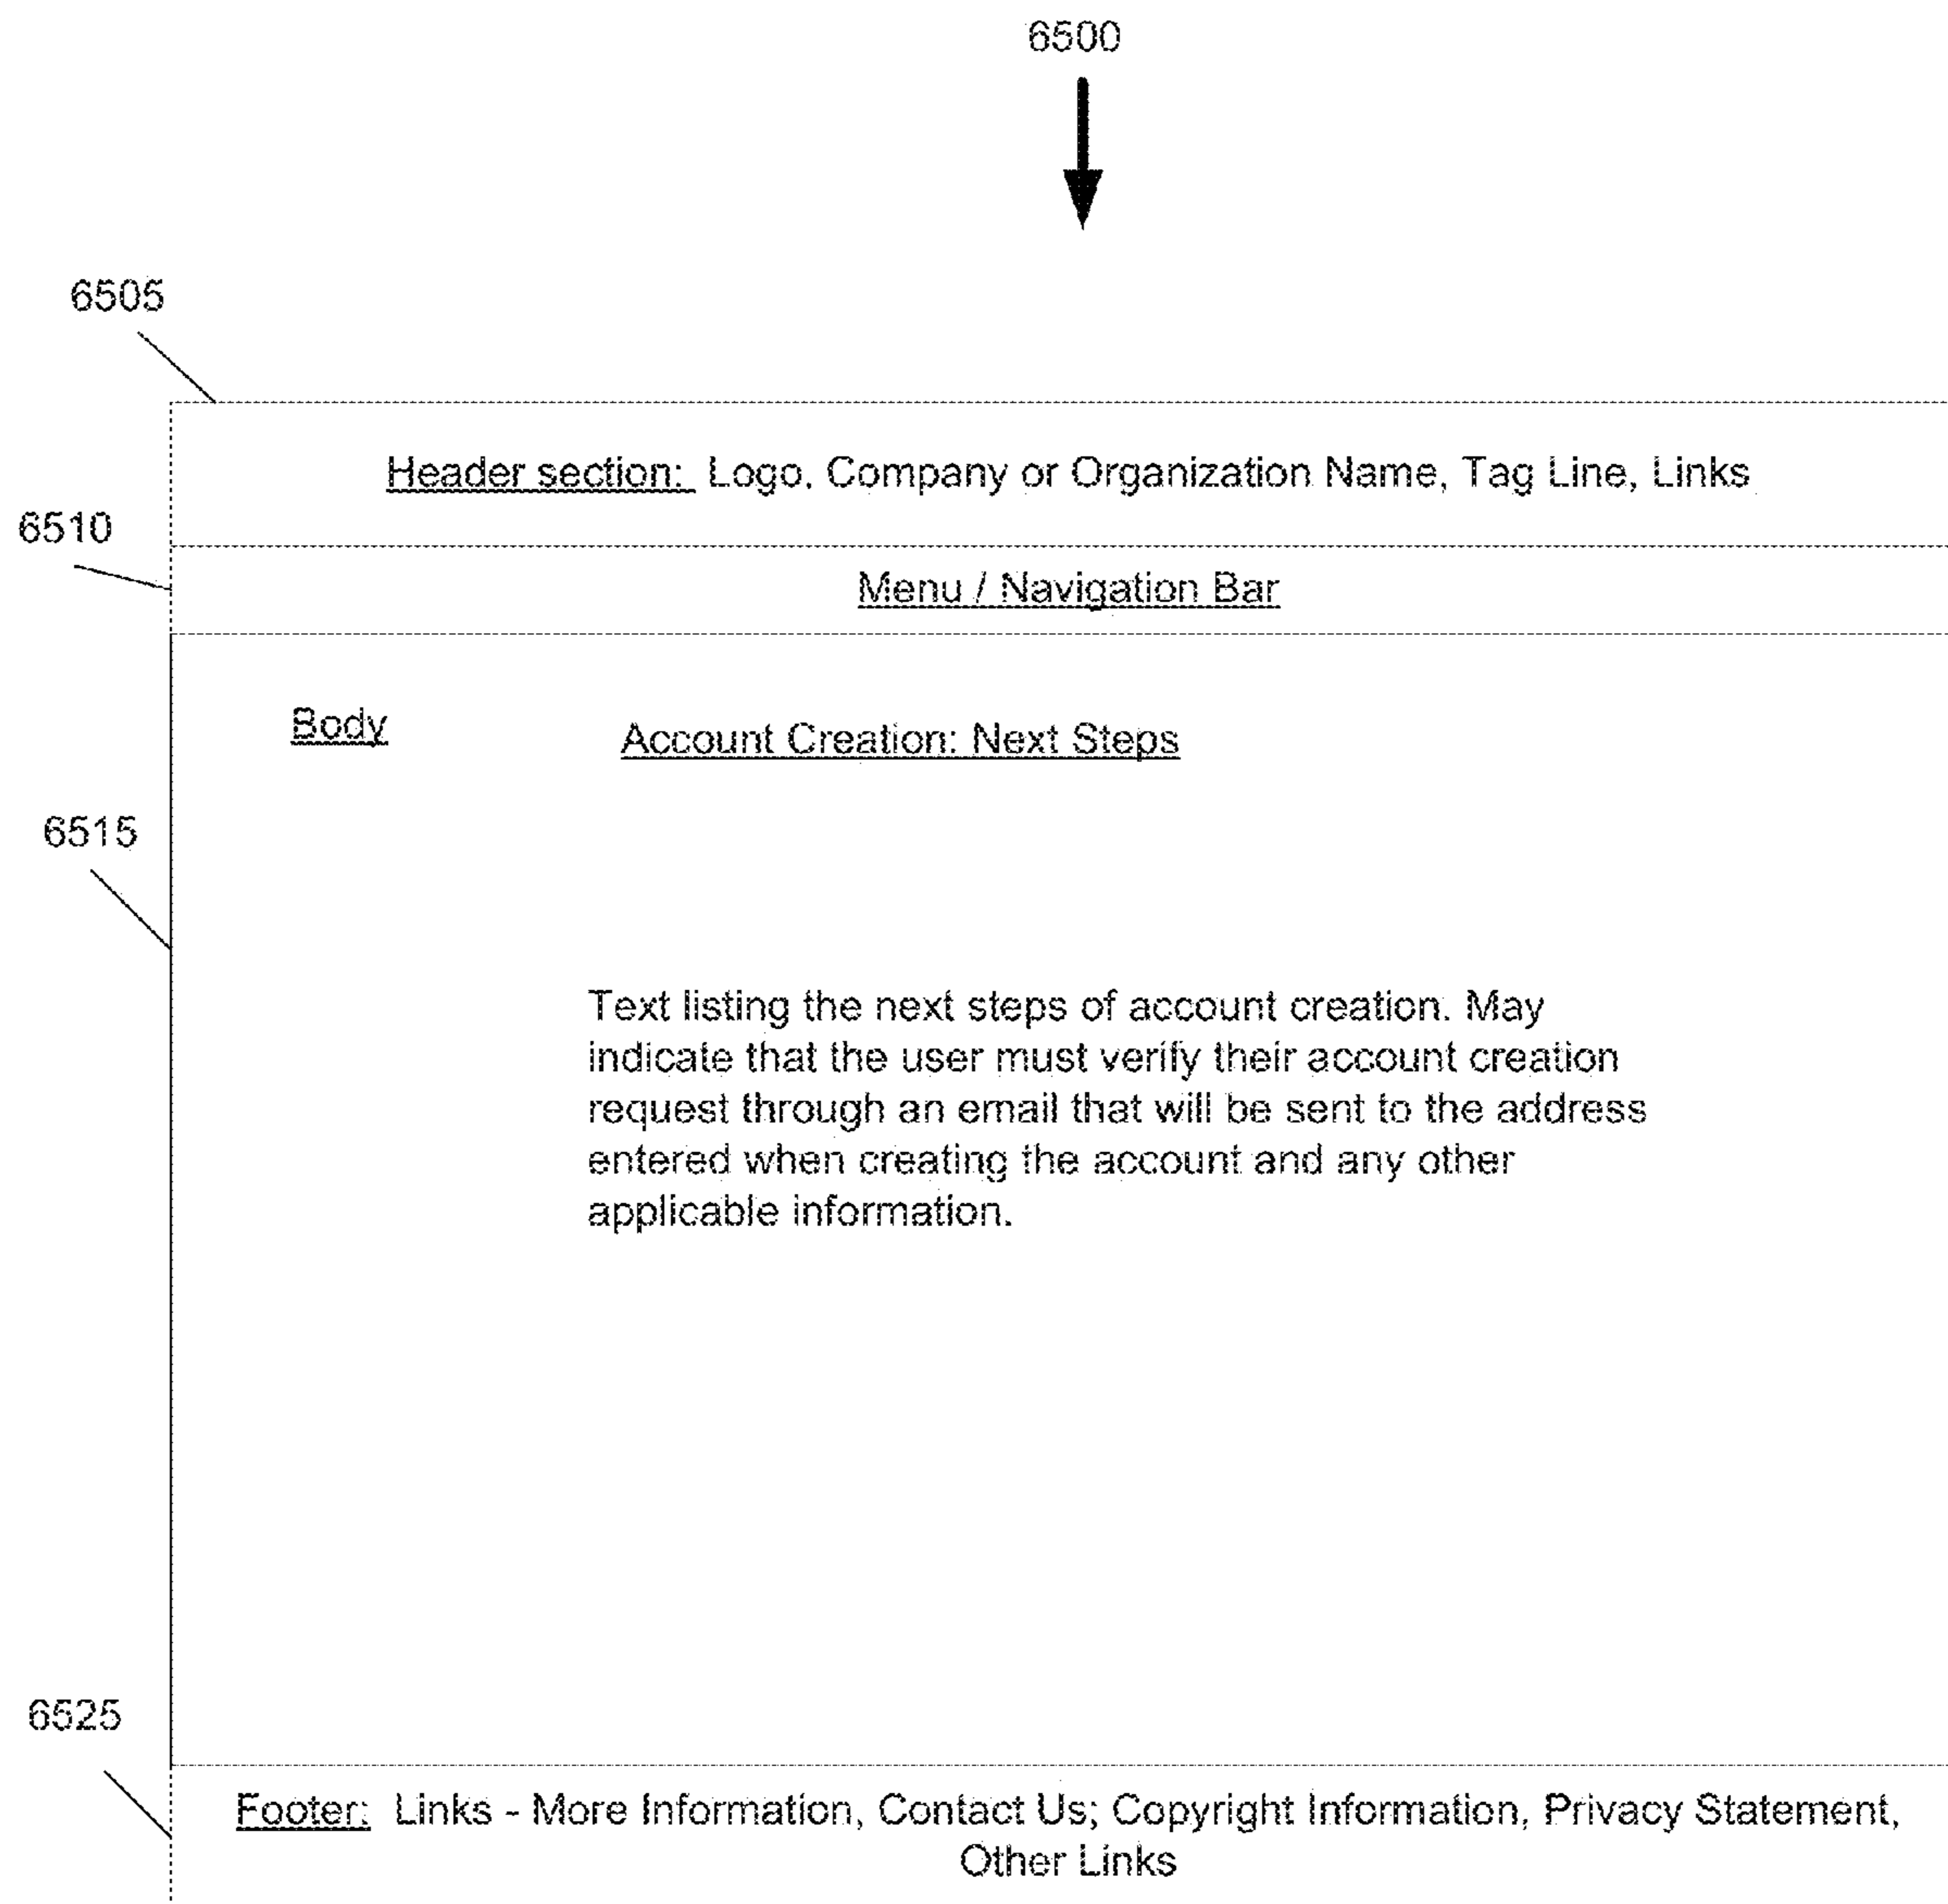 6500
6505
Header section: Logo, Company or Organization Name, Tag Line, Links
6510
Menu / Navigation Bar
Body
Account Creation: Next Steps
6515
Text listing the next steps of account creation. May
indicate that the user must verify their account creation
request through an email that will be sent to the address
entered when creating the account and any other
applicable information.
6525
Footer: Links - More Information, Contact Us; Copyright Information, Privacy Statement,
Other Links